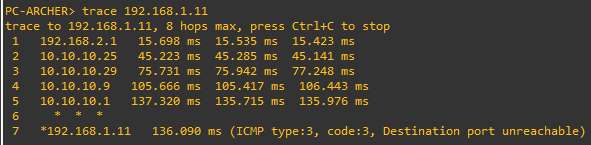 PC-ARCHER> trace 192.168.1.11
trace to 192.168.1.11, 8 hops max, press Ctrl+C to stop
1 192.168.2.1 15.698 ms 15.535 ms 15.423 ms
2 10.10.10.25 45.223 ms 45.285 ms 45.141 ms
3 10.10.10.29 75.731 ms 75.942 ms 77.248 ms
4 10.10.10.9 105.666 ms 105.417 ms 106.443 ms
5 10.10.10.1 137.320 ms 135.715 ms 135.976 ms
6 * * *
7 *192.168.1.11 136.090 ms (ICMP type:3, code:3, Destination port unreachable)